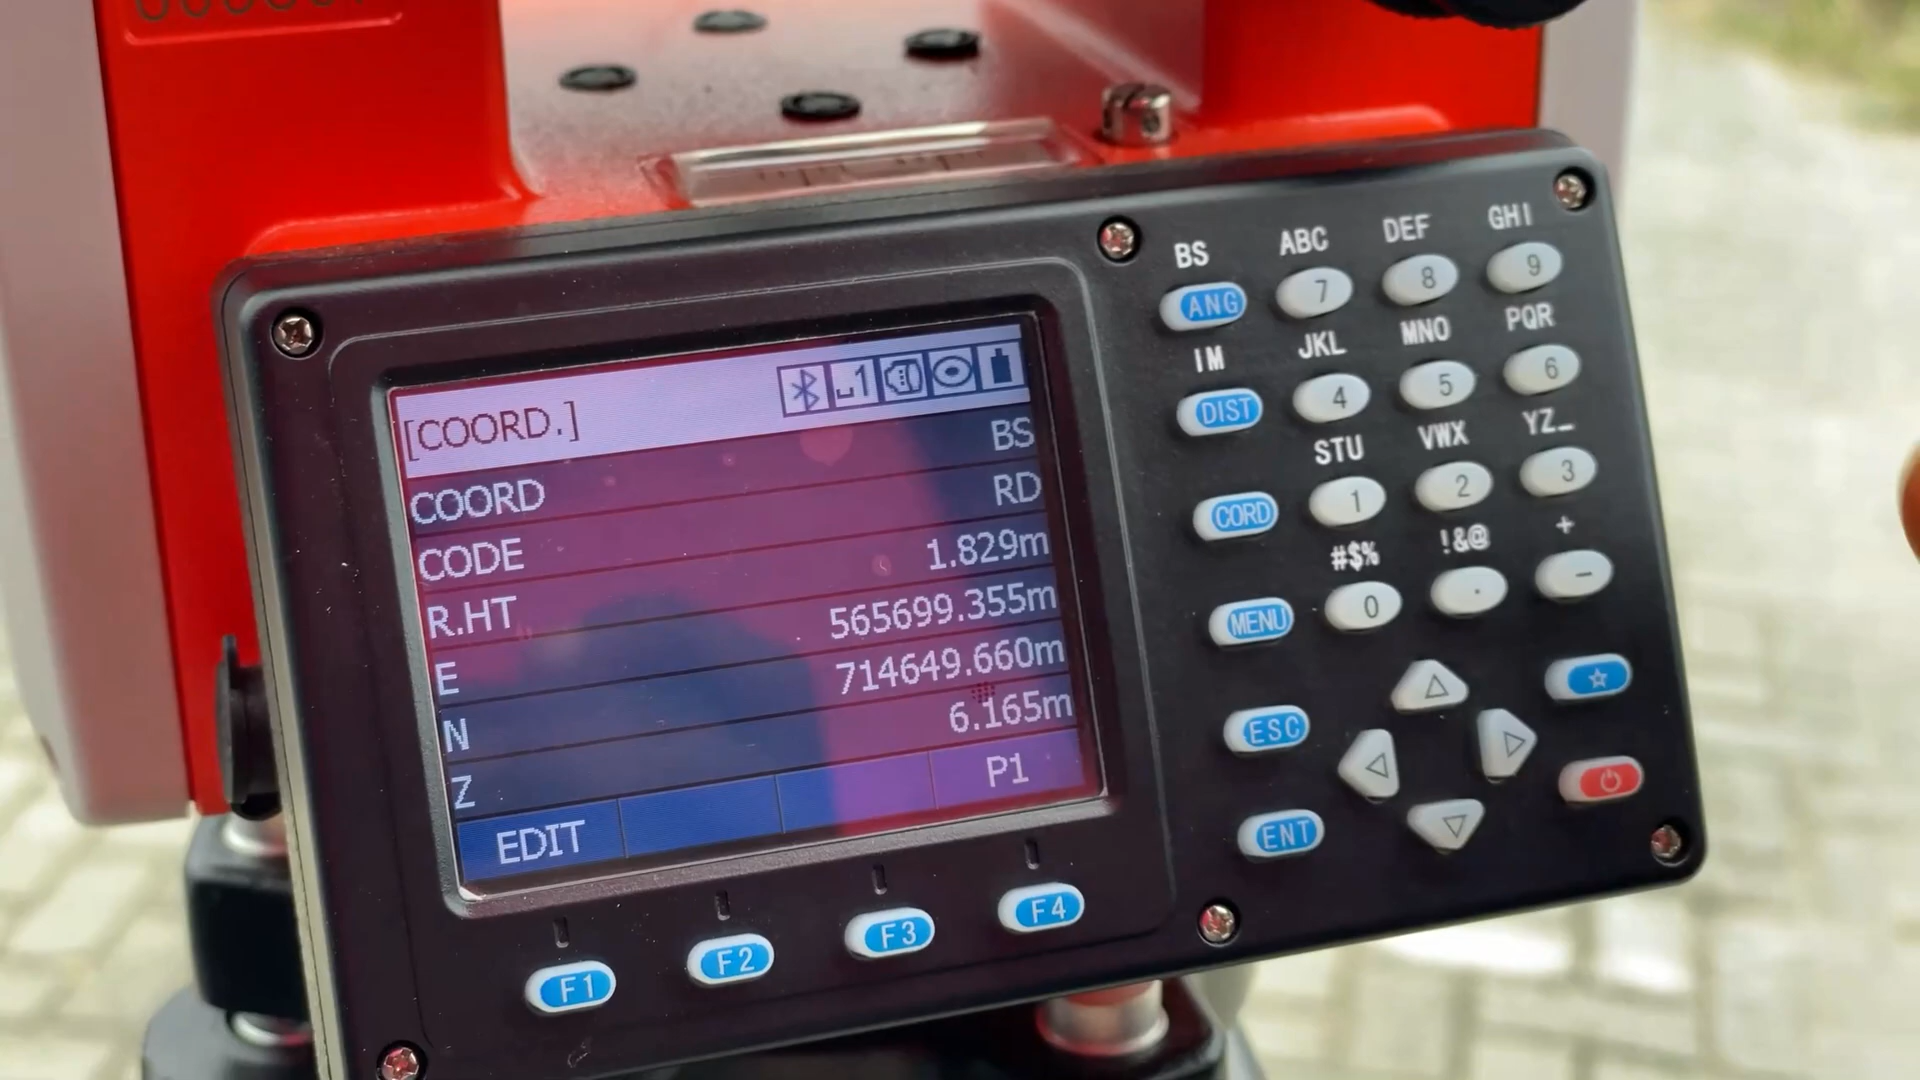 [COORD.] 1
COORD BS
CODE RD
R.HT 1.829m
E 565699.355m
N 714649.660m
Z 6.165m
EDIT P1
F1 F2 F3 F4
BS ABC DEF GHI
ANG 7 8 9
IM JKL MNO PQR
DIST 4 5 6
STU VWX YZ_
CORD 1 2 3
#$% !&@ +
MENU 0 . -
ESC
ENT